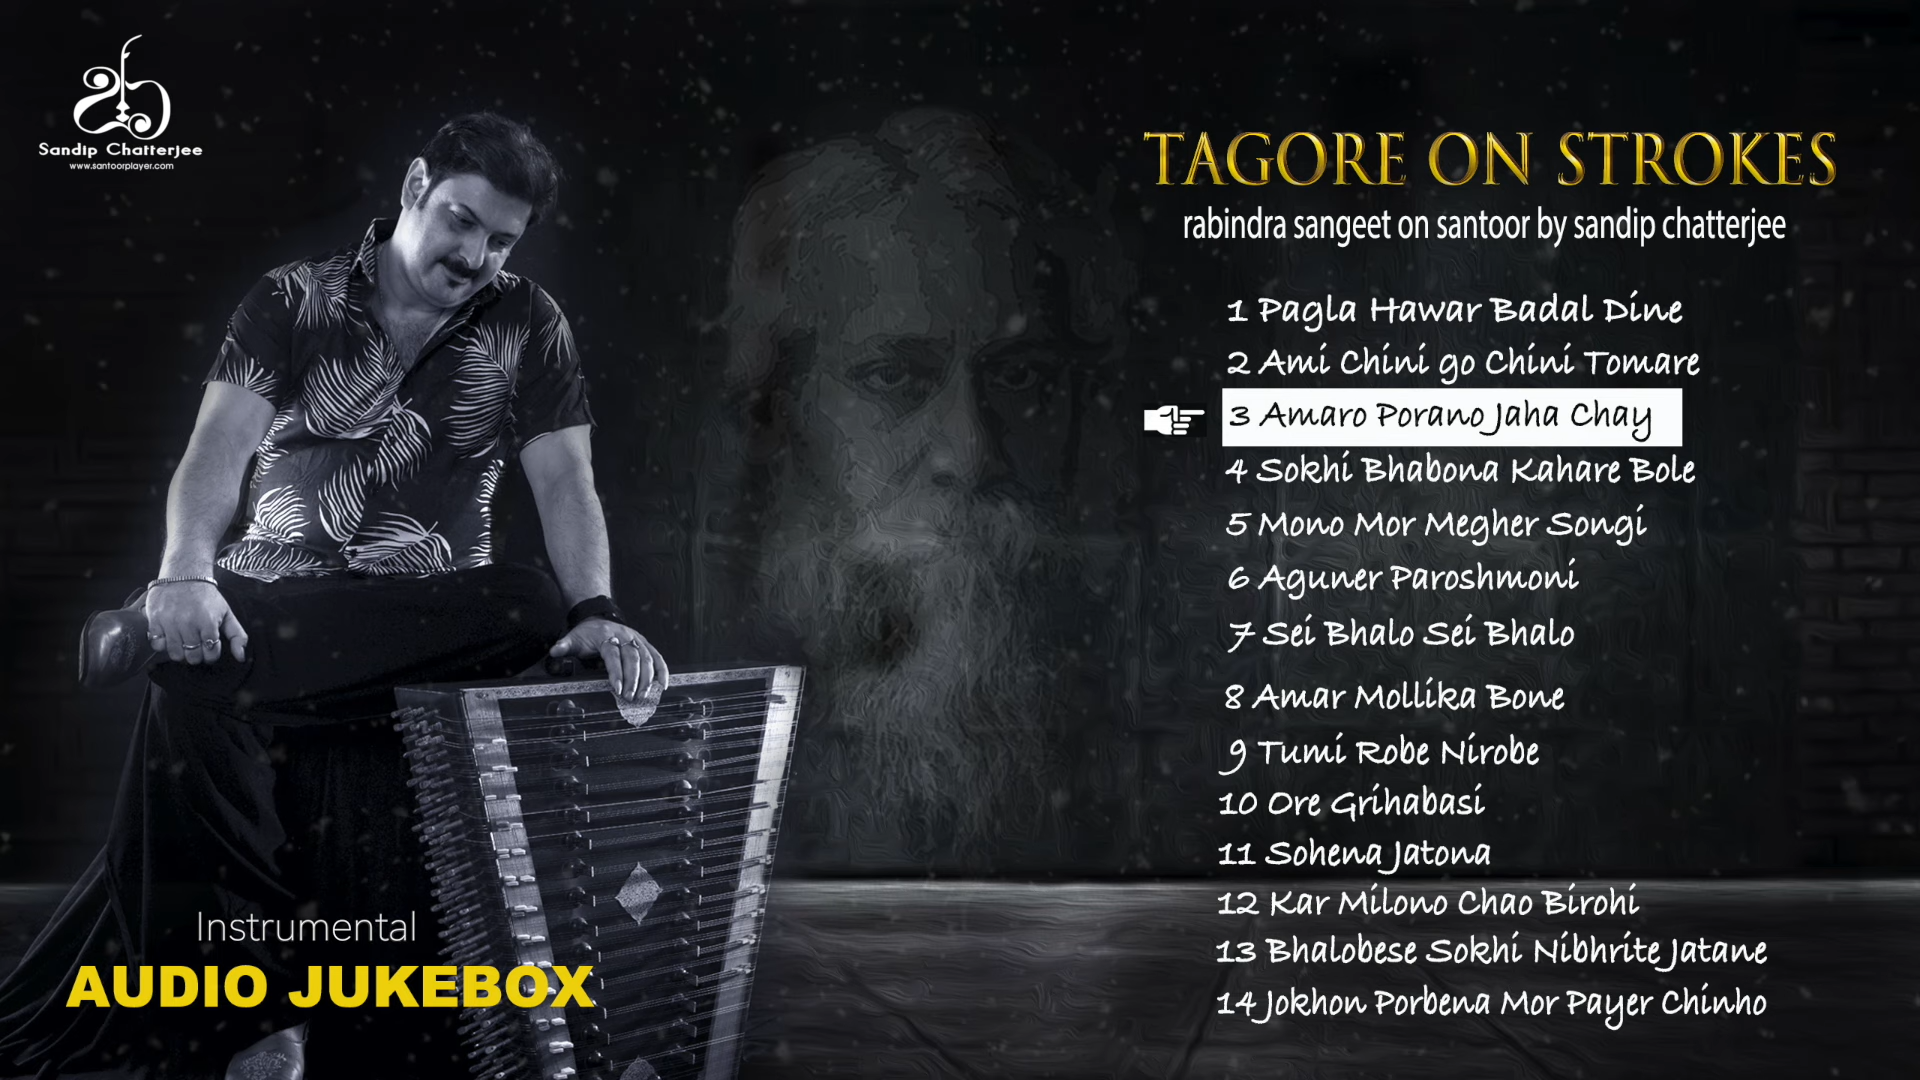 Sandip Chatterjee
www.santoorplayer.com
TAGORE ON STROKES
rabindra sangeet on santoor by sandip chatterjee
1 Pagla Hawar Badal Dine
2 Ami Chini go Chini Tomare
3 Amaro Porano Jaha Chay
4 Sokhi Bhabona Kahare Bole
5 Mono Mor Megher Songi
6 Aguner Paroshmoni
7 Sei Bhalo Sei Bhalo
8 Amar Mollika Bone
9 Tumi Robe Nirobe
10 Ore Grihabasi
11 Sohena Jatona
12 Kar Milono Chao Birohi
13 Bhalobese Sokhi Nibhrite Jatane
14 Jokhon Porbena Mor Payer Chinho
Instrumental
AUDIO JUKEBOX